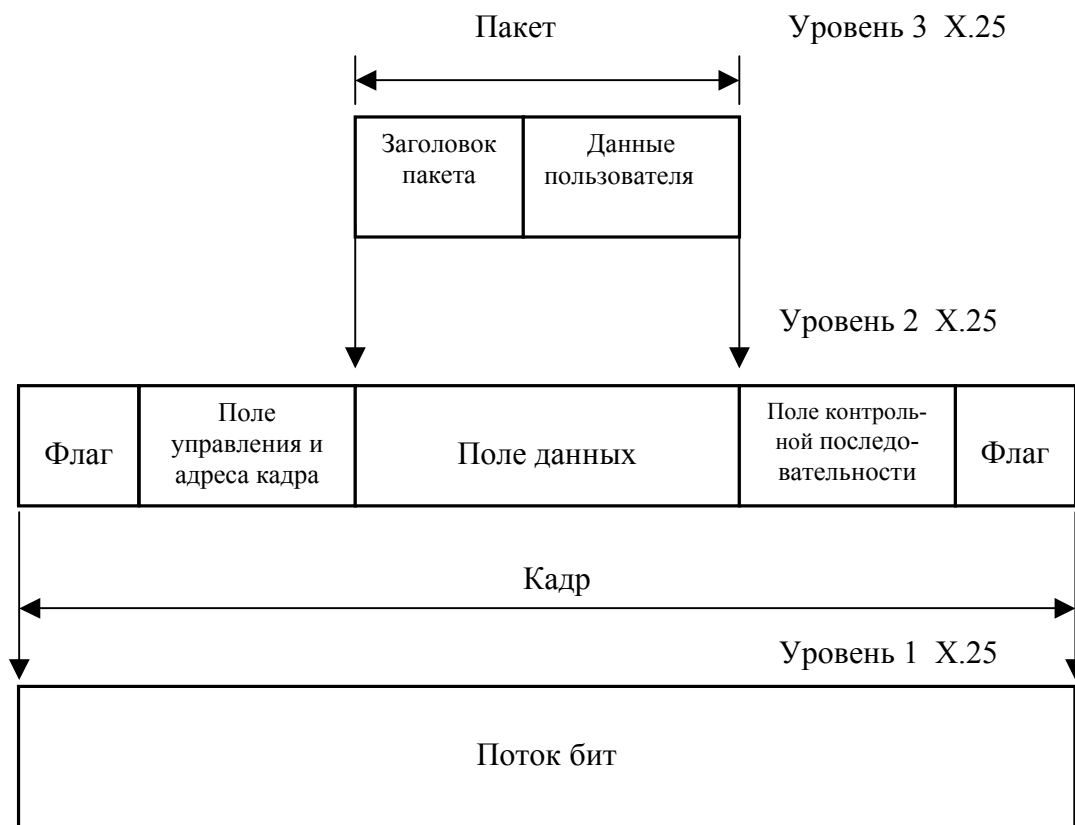 Пакет
Уровень 3 X.25
Заголовок
пакета
Данные
пользователя
Уровень 2 X.25
Флаг
Поле
управления и
адреса кадра
Поле данных
Поле контроль-
ной последо-
вательности
Флаг
Кадр
Уровень 1 X.25
Поток бит